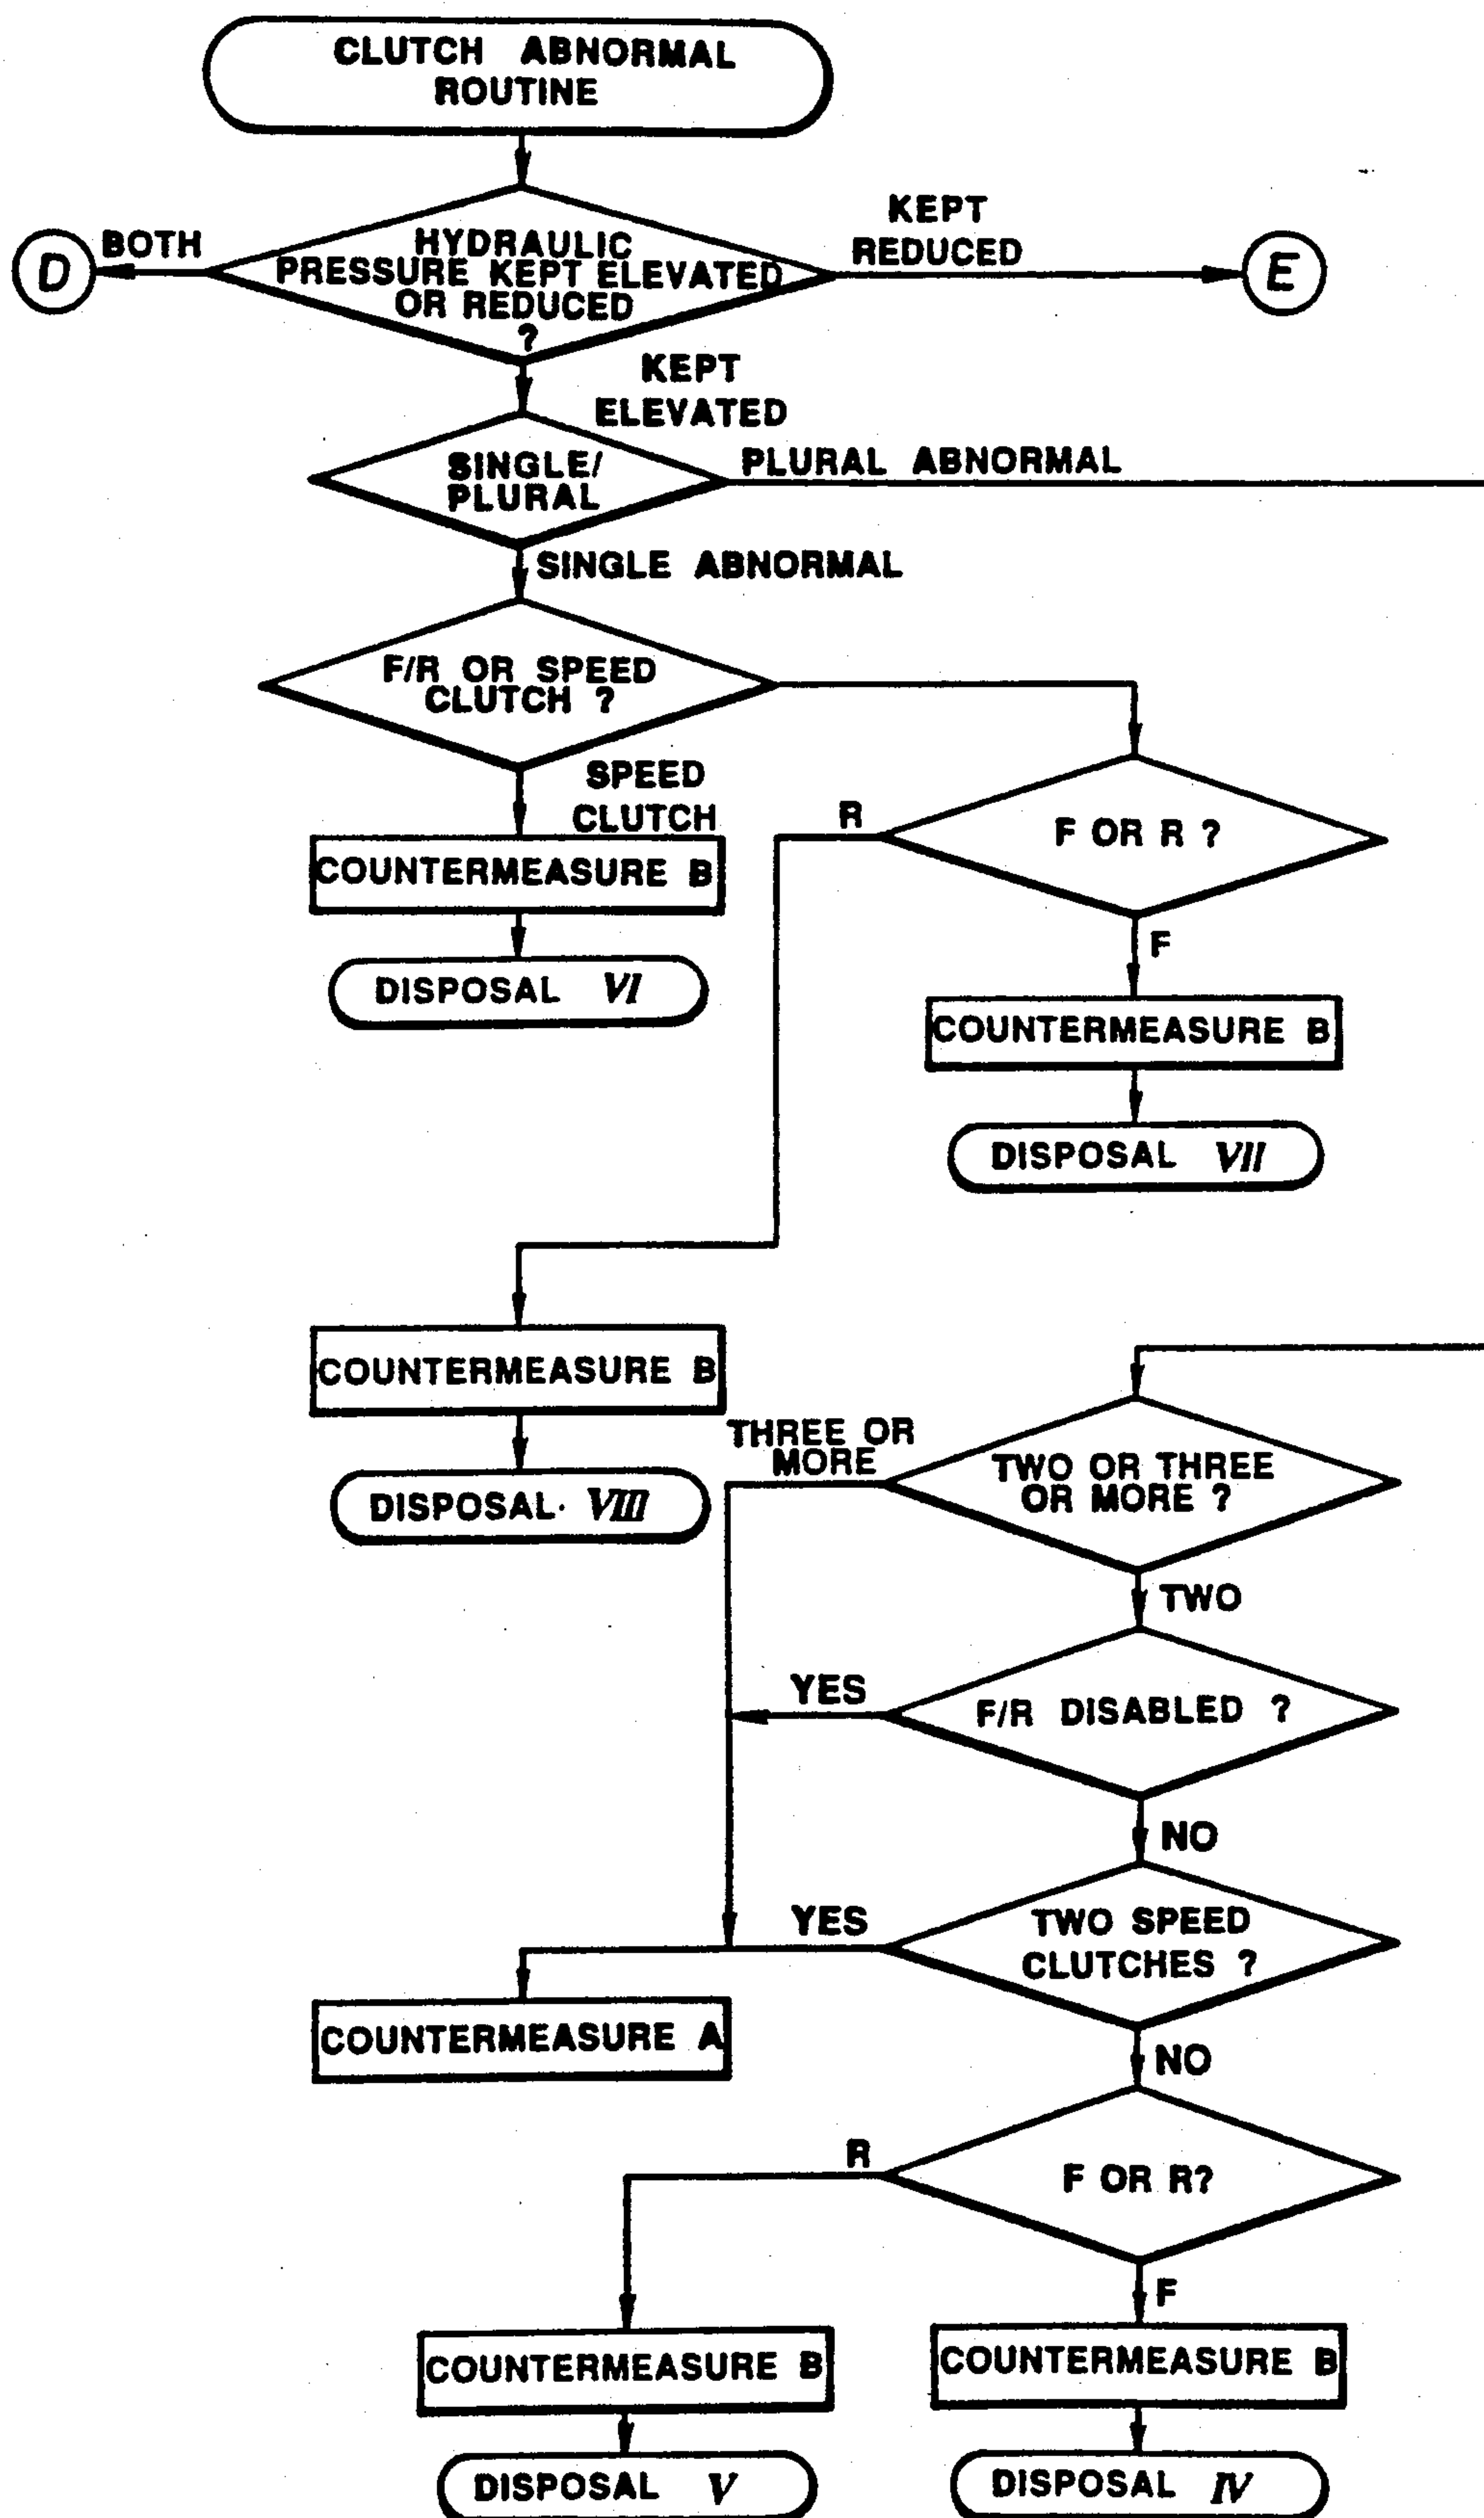 CLUTCH ABNORMAL
ROUTINE
KEPT
REDUCED
BOTH
D
HYDRAULIC
PRESSURE KEPT ELEVATED
OR REDUCED
?
E
KEPT
ELEVATED
SINGLE/
PLURAL
PLURAL ABNORMAL
SINGLE ABNORMAL
F/R OR SPEED
CLUTCH ?
SPEED
CLUTCH
R
F OR R ?
COUNTERMEASURE B
F
DISPOSAL VI
COUNTERMEASURE B
DISPOSAL VII
COUNTERMEASURE B
THREE OR
MORE
TWO OR THREE
OR MORE ?
DISPOSAL VIII
TWO
YES
F/R DISABLED ?
NO
YES
TWO SPEED
CLUTCHES ?
COUNTERMEASURE A
NO
R
F OR R?
F
COUNTERMEASURE B
COUNTERMEASURE B
DISPOSAL V
DISPOSAL IV